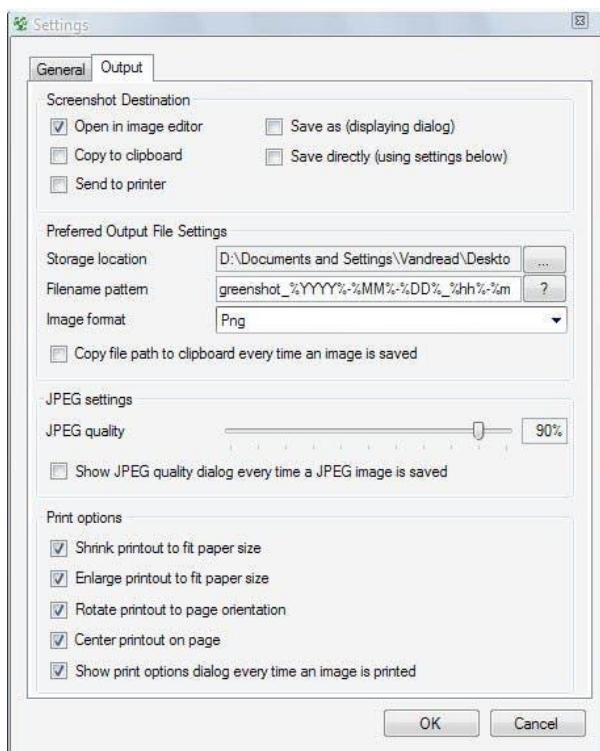 Settings
General Output
Screenshot Destination
Open in image editor Save as (displaying dialog)
Copy to clipboard Save directly (using settings below)
Send to printer
Preferred Output File Settings
Storage location D:\Documents and Settings\Vandread\Deskto ...
Filename pattern greenshot_%YYYY%-%MM%-%DD%_%hh%-%m ?
Image format Png
Copy file path to clipboard every time an image is saved
JPEG settings
JPEG quality 90%
Show JPEG quality dialog every time a JPEG image is saved
Print options
Shrink printout to fit paper size
Enlarge printout to fit paper size
Rotate printout to page orientation
Center printout on page
Show print options dialog every time an image is printed
OK Cancel